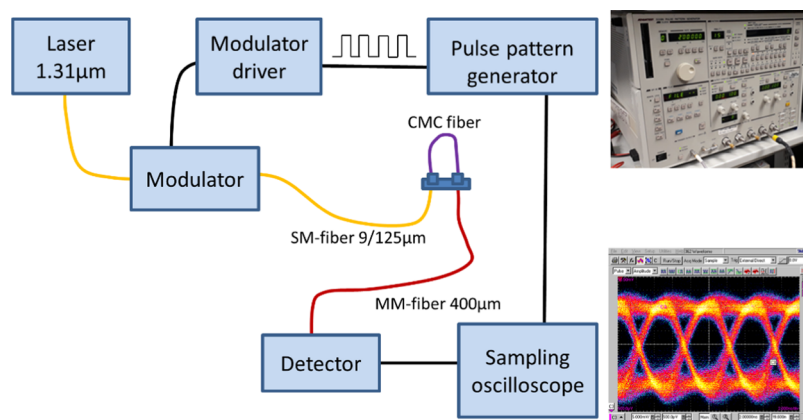 Laser
1.31µm
Modulator
driver
Pulse pattern
generator
CMC fiber
Modulator
SM-fiber 9/125µm
MM-fiber 400µm
Detector
Sampling
oscilloscope